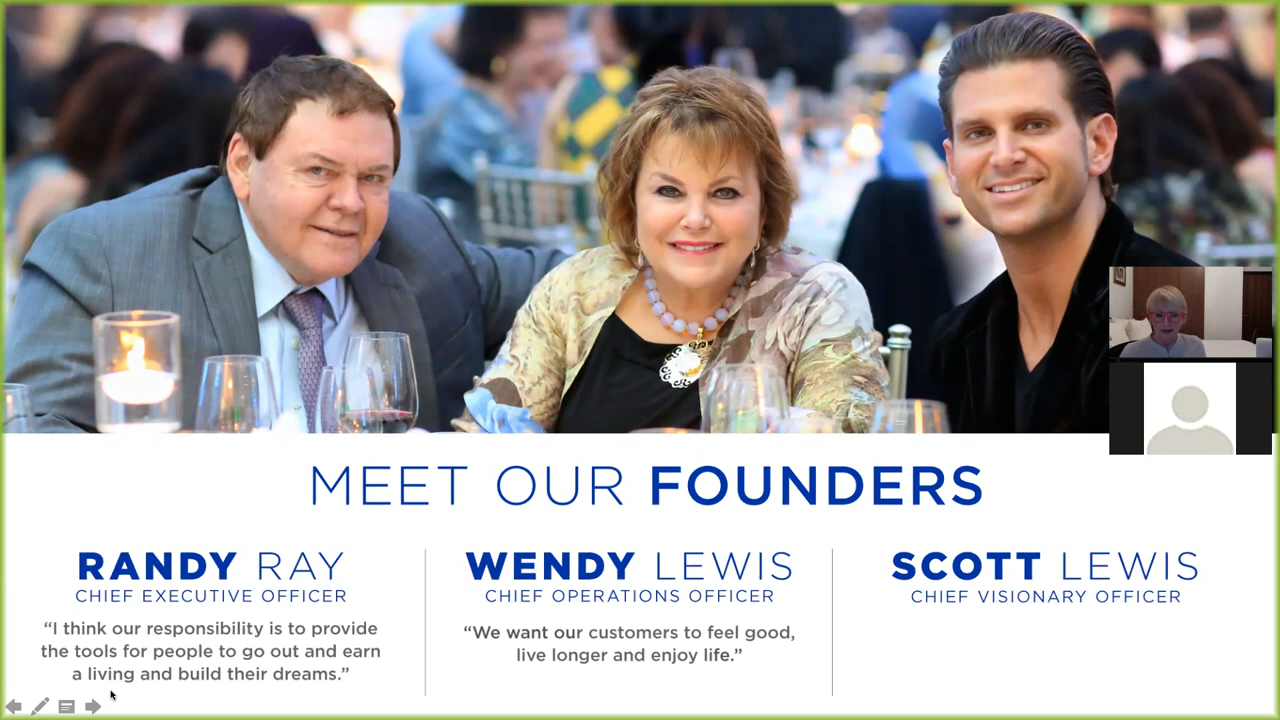 MEET OUR FOUNDERS
RANDY RAY
CHIEF EXECUTIVE OFFICER
“I think our responsibility is to provide
the tools for people to go out and earn
a living and build their dreams.”
WENDY LEWIS
CHIEF OPERATIONS OFFICER
“We want our customers to feel good,
live longer and enjoy life.”
SCOTT LEWIS
CHIEF VISIONARY OFFICER